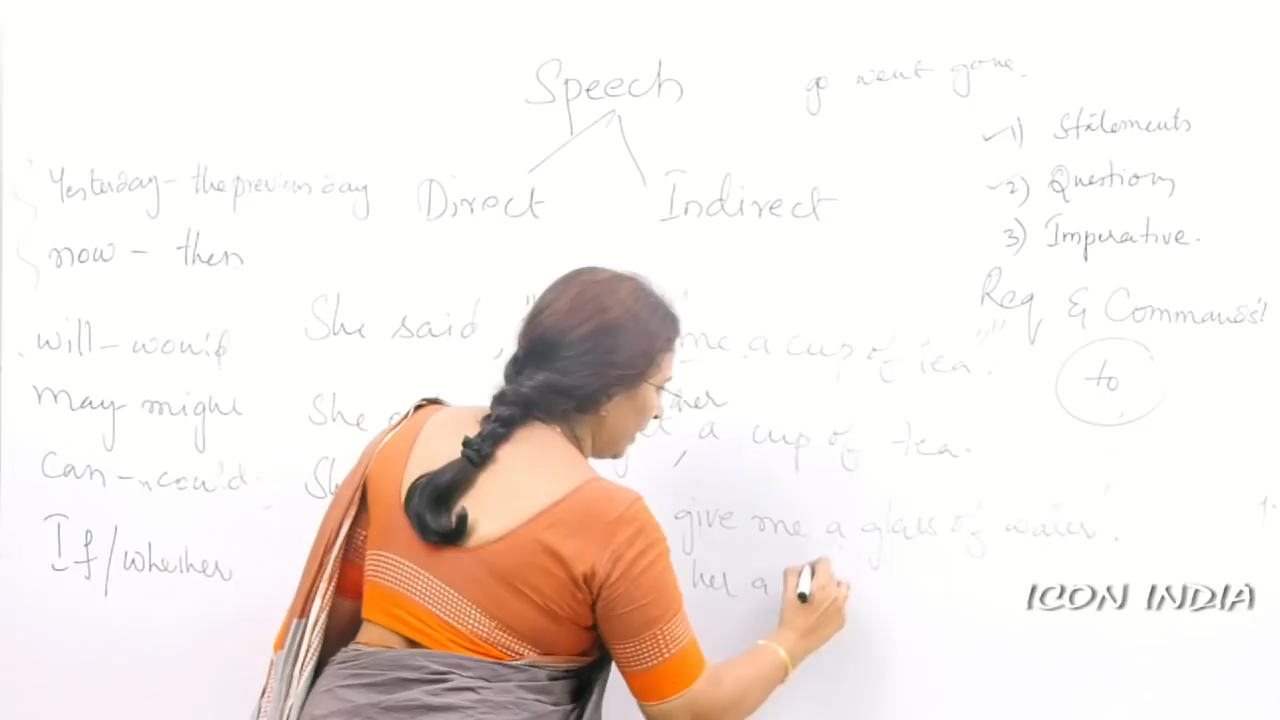 Speech
go went gone.
Direct Indirect
Yesterday - the previous day
now - then
will - would
may might
can - could
If/whether
1) Statements
2) Questions
3) Imperative.
Req & Commands
to
She said, " me a cup of tea."
She her a cup of tea.
give me a glass of water.
her a
ICON INDIA